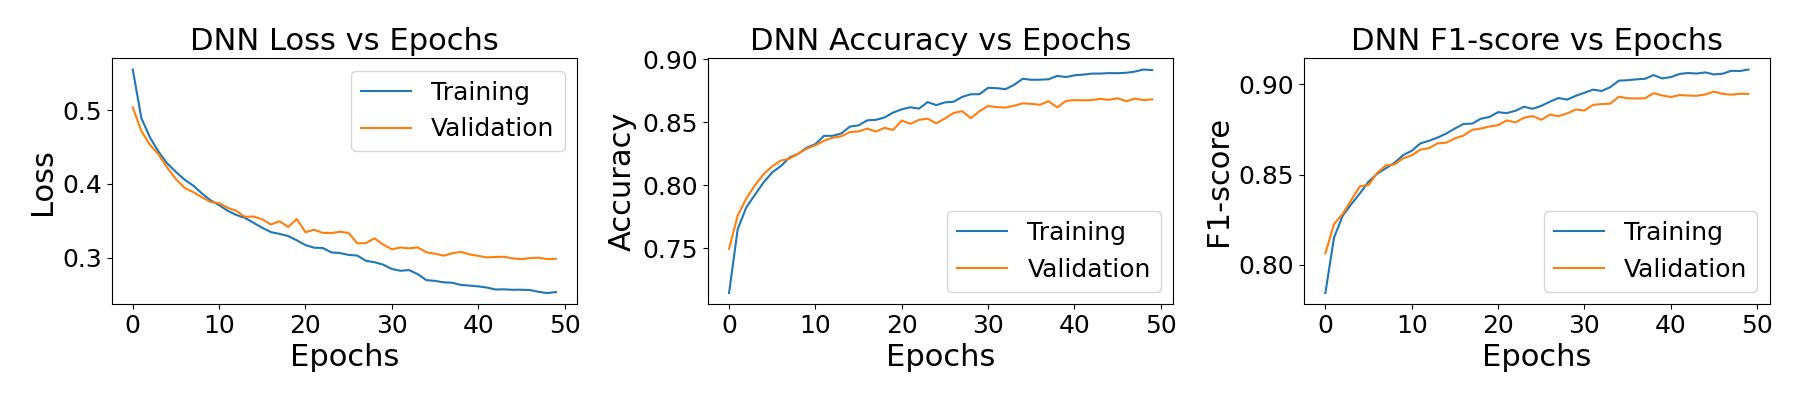 DNN Loss vs Epochs
Loss
0.5
0.4
0.3
Training
Validation
0 10 20 30 40 50
Epochs
DNN Accuracy vs Epochs
Accuracy
0.90
0.85
0.80
0.75
Training
Validation
0 10 20 30 40 50
Epochs
DNN F1-score vs Epochs
F1-score
0.90
0.85
0.80
Training
Validation
0 10 20 30 40 50
Epochs